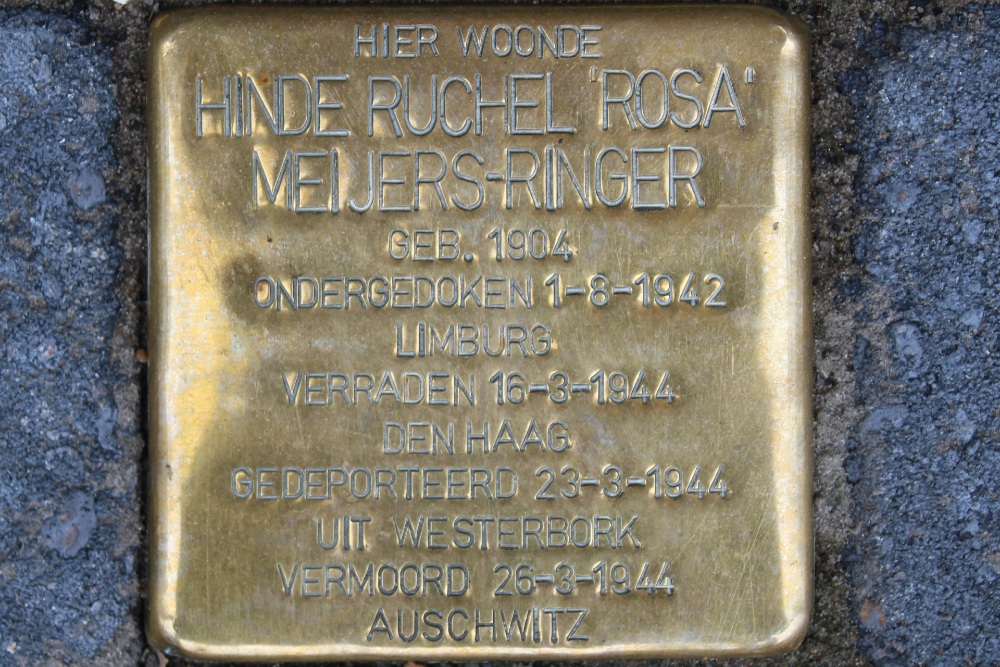 HIER WOONDE
HINDE RUCHEL "ROSA"
MEIJERS-RINGER
GEB. 1904
ONDERGEDOKEN 1-8-1942
LIMBURG
VERRADEN 16-3-1944
DEN HAAG
GEDEPORTEERD 23-3-1944
UIT WESTERBORK
VERMOORD 26-3-1944
AUSCHWITZ